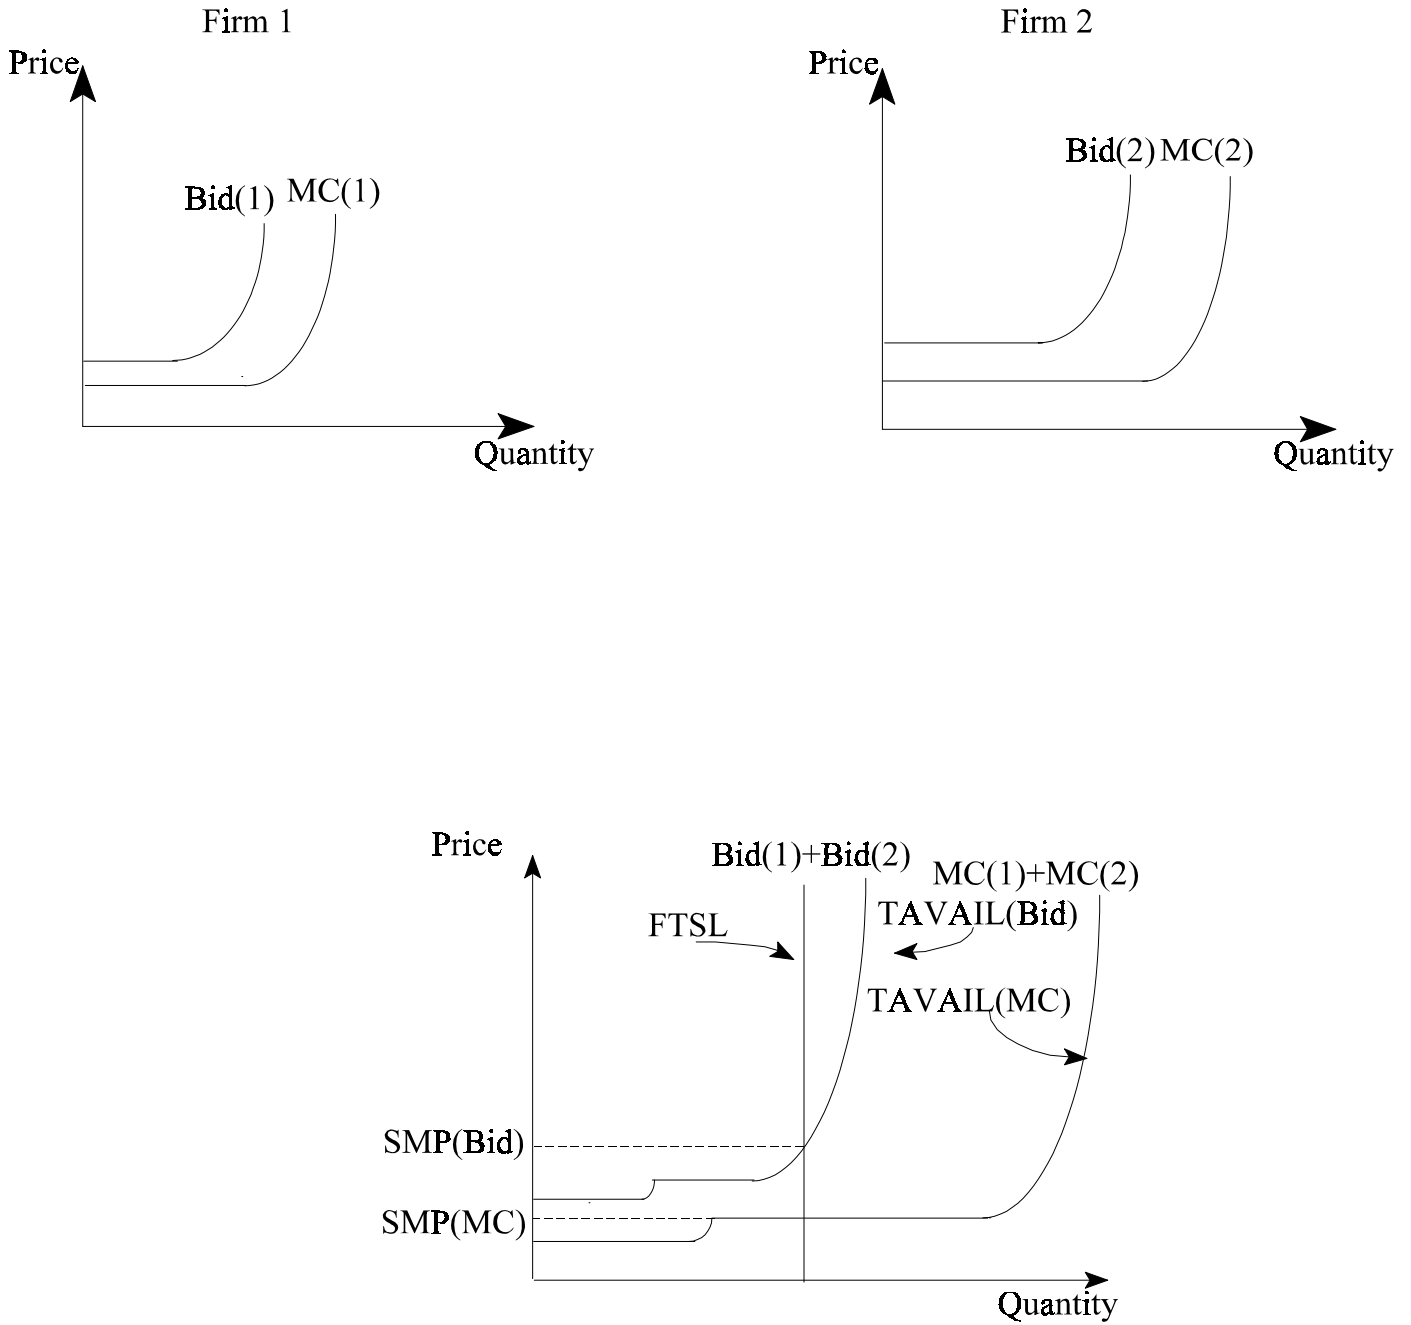 Firm 1
Firm 2
Price
Price
Bid(1) MC(1)
Bid(2) MC(2)
Quantity
Quantity
Price
Bid(1)+Bid(2)
MC(1)+MC(2)
FTSL
TAVAIL(Bid)
TAVAIL(MC)
SMP(Bid)
SMP(MC)
Quantity